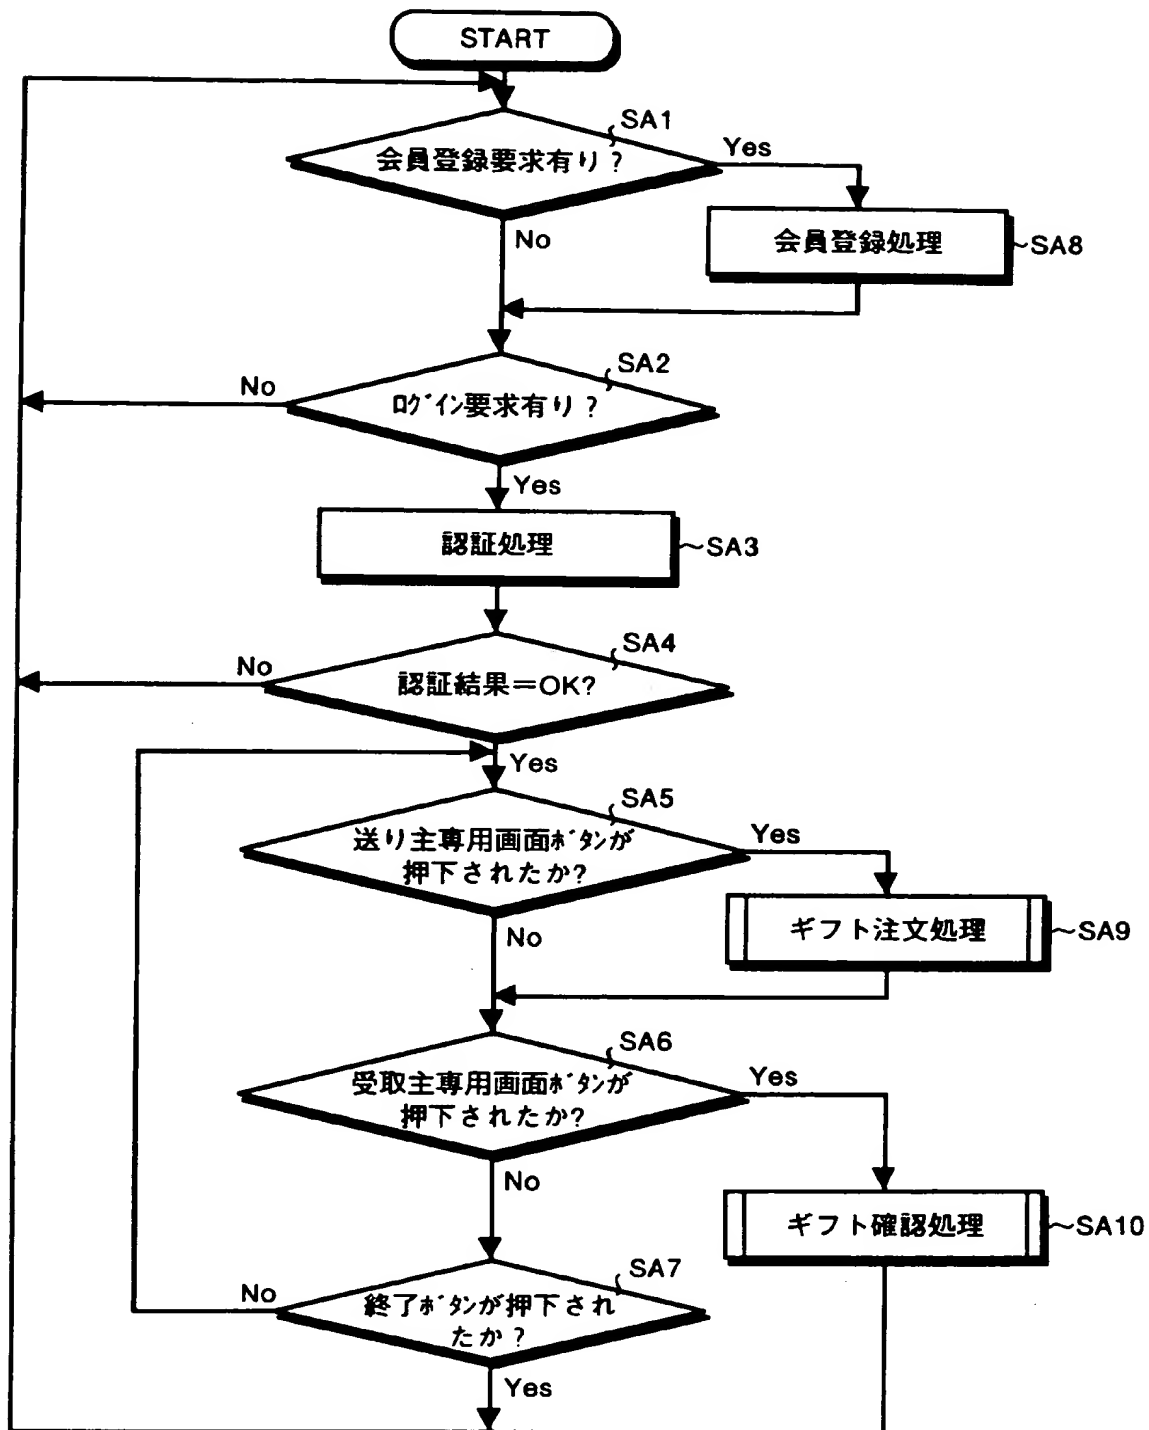 START
SA1
会員登録要求有り？
Yes
No
会員登録処理
SA8
SA2
ログイン要求有り？
No
Yes
認証処理
SA3
SA4
認証結果＝OK?
No
Yes
SA5
送り主専用画面ボタンが
押下されたか?
Yes
No
ギフト注文処理
SA9
SA6
受取主専用画面ボタンが
押下されたか?
Yes
No
ギフト確認処理
SA10
SA7
終了ボタンが押下され
たか？
No
Yes